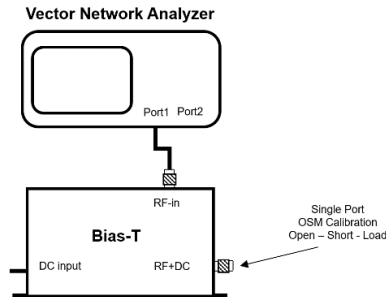 Vector Network Analyzer
Port1 Port2
RF-in
Bias-T
DC input
RF+DC
Single Port
OSM Calibration
Open – Short - Load